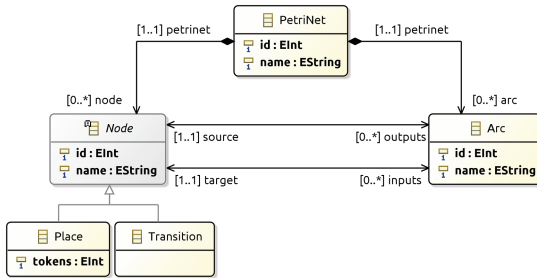 PetriNet
id : EInt
name : EString
[1..1] petrinet
[1..1] petrinet
[0..*] node
[0..*] arc
Node
id : EInt
name : EString
[1..1] source
[0..*] outputs
[1..1] target
[0..*] inputs
Arc
id : EInt
name : EString
Place
tokens : EInt
Transition